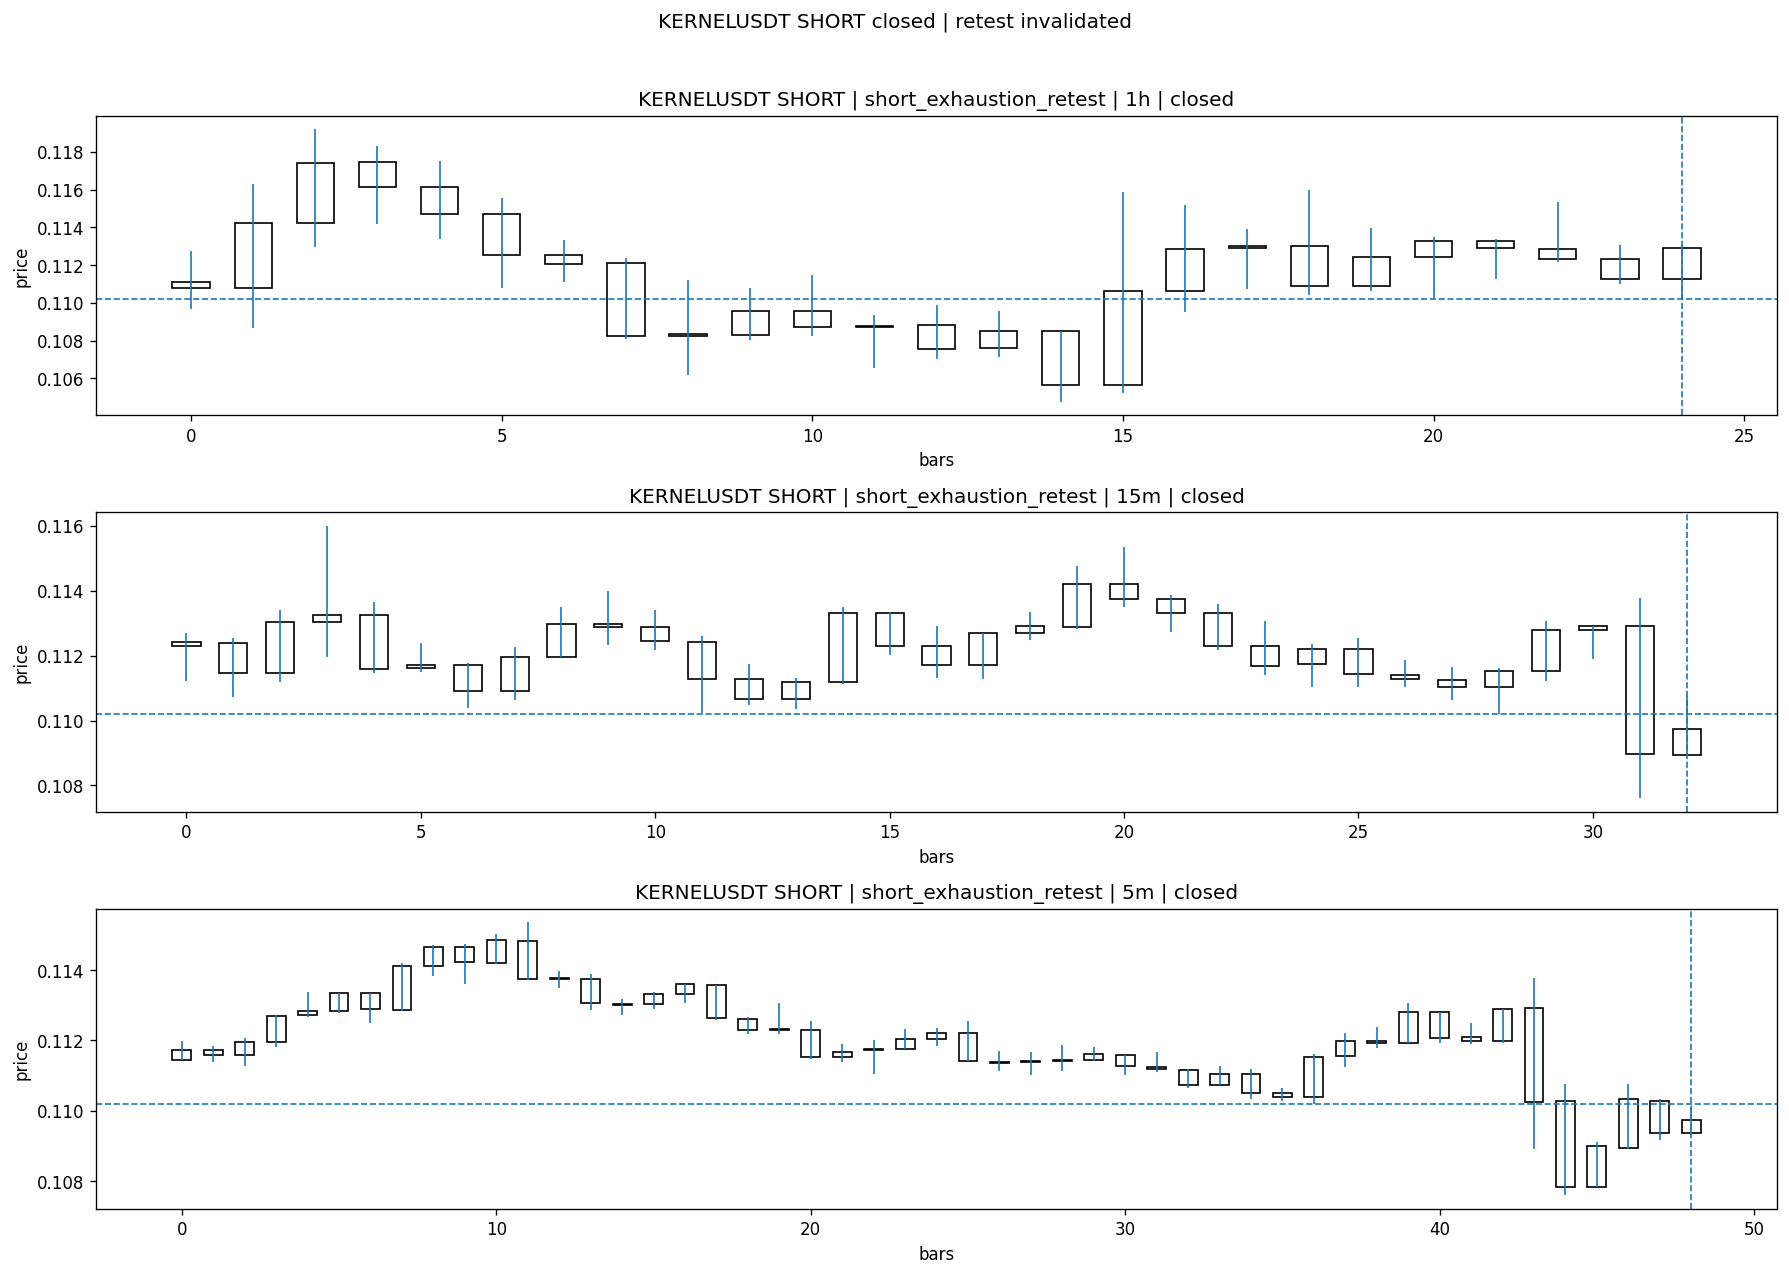 KERNELUSDT SHORT closed | retest invalidated
KERNELUSDT SHORT | short_exhaustion_retest | 1h | closed
price
0.118
0.116
0.114
0.112
0.110
0.108
0.106
0 5 10 15 20 25
bars
KERNELUSDT SHORT | short_exhaustion_retest | 15m | closed
price
0.116
0.114
0.112
0.110
0.108
0 5 10 15 20 25 30
bars
KERNELUSDT SHORT | short_exhaustion_retest | 5m | closed
price
0.114
0.112
0.110
0.108
0 10 20 30 40 50
bars